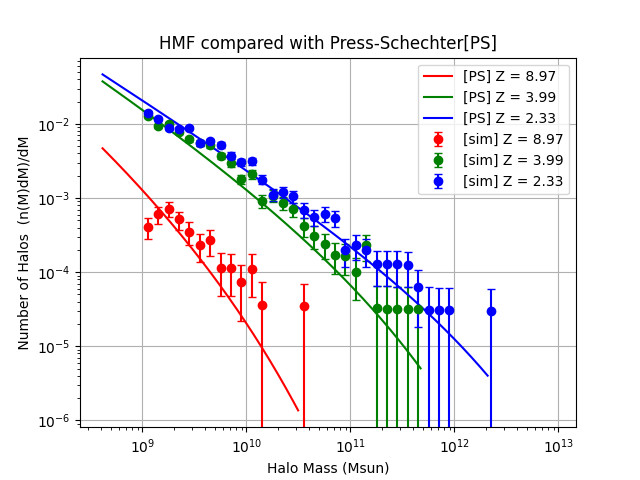 HMF compared with Press-Schechter[PS]
[PS] Z = 8.97
[PS] Z = 3.99
[PS] Z = 2.33
[sim] Z = 8.97
[sim] Z = 3.99
[sim] Z = 2.33
Number of Halos (n(M)dM)/dM
10⁻²
10⁻³
10⁻⁴
10⁻⁵
10⁻⁶
10⁹ 10¹⁰ 10¹¹ 10¹² 10¹³
Halo Mass (Msun)